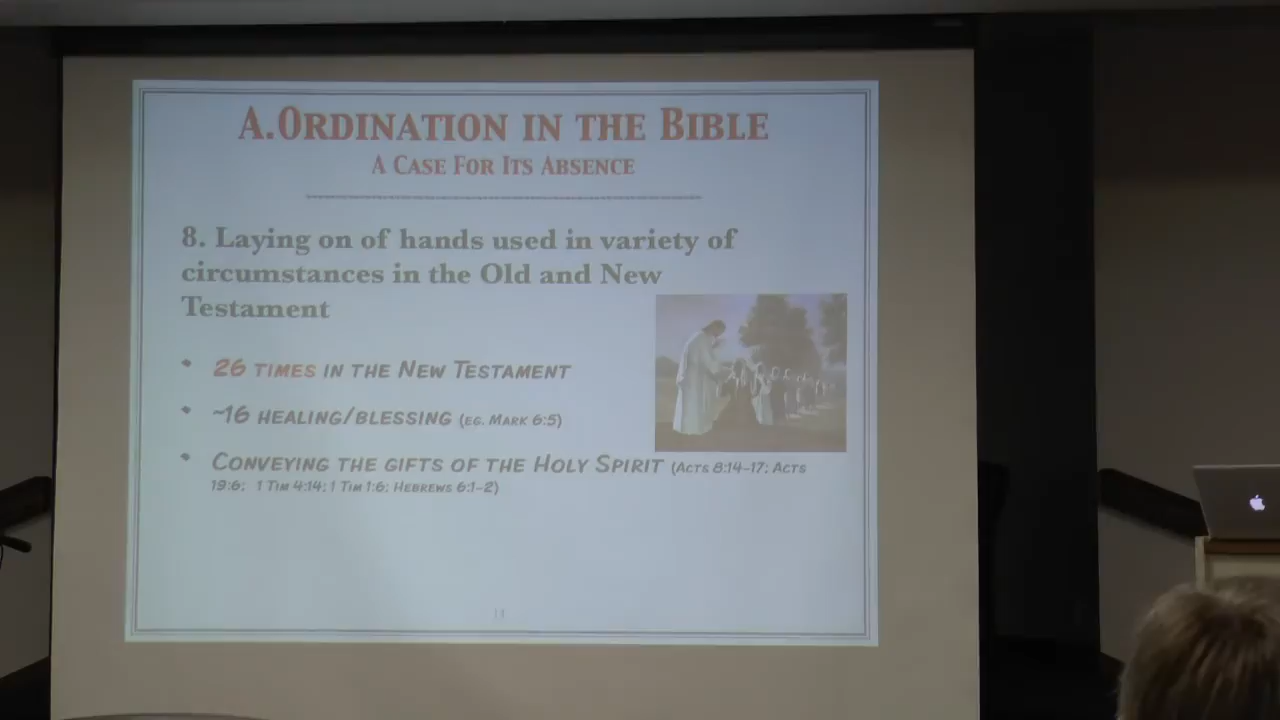 A.ORDINATION IN THE BIBLE
A CASE FOR ITS ABSENCE
8. Laying on of hands used in variety of
circumstances in the Old and New
Testament
• 26 TIMES IN THE NEW TESTAMENT
• ~16 HEALING/BLESSING (EG. MARK 6:5)
• CONVEYING THE GIFTS OF THE HOLY SPIRIT (ACTS 8:14-17; ACTS
19:6; 1 TIM 4:14; 1 TIM 1:6; HEBREWS 6:1-2)